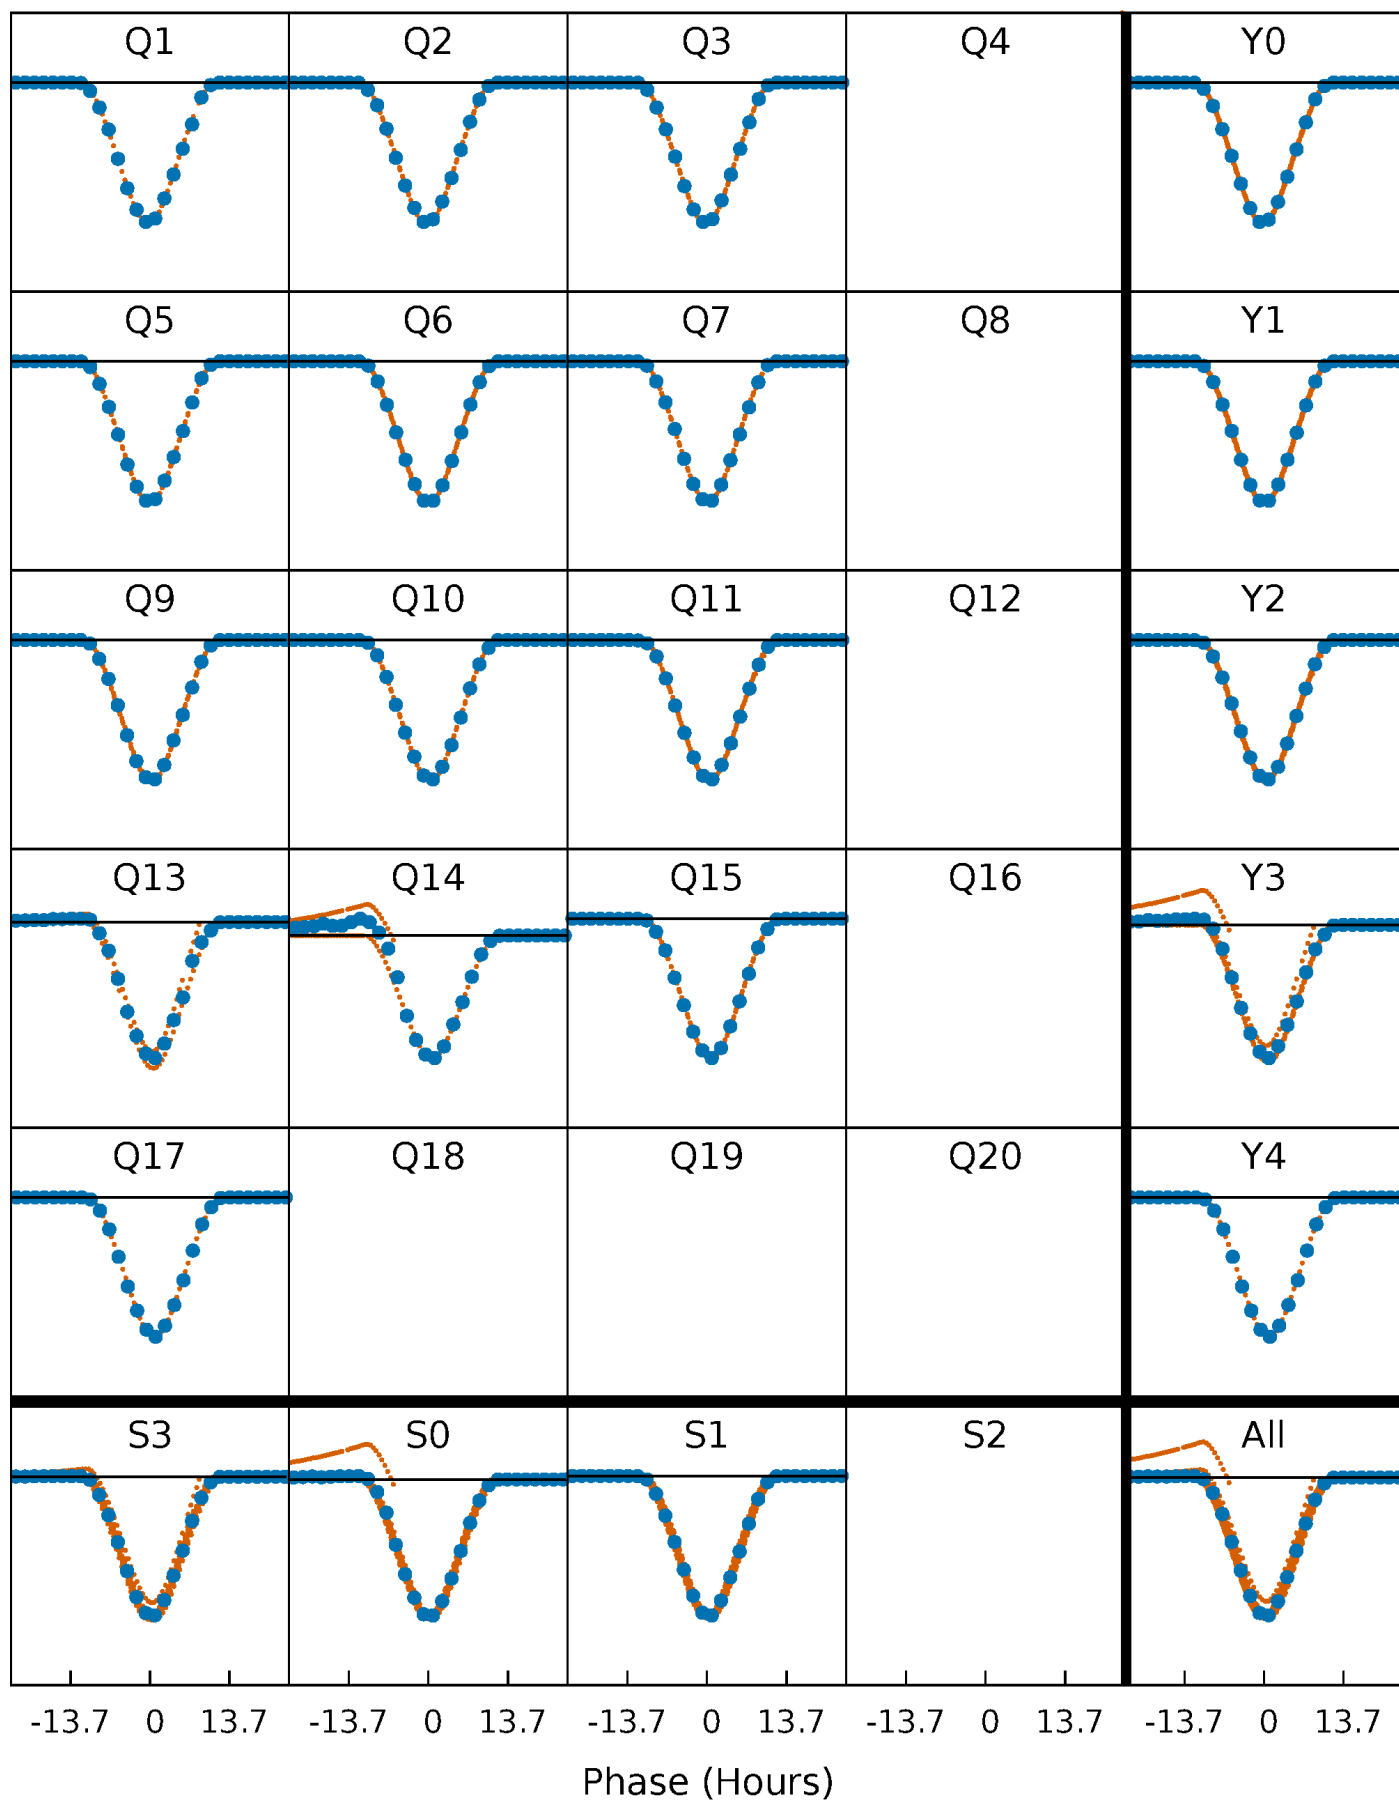 Q1 Q2 Q3 Q4 Y0
Q5 Q6 Q7 Q8 Y1
Q9 Q10 Q11 Q12 Y2
Q13 Q14 Q15 Q16 Y3
Q17 Q18 Q19 Q20 Y4
S3 S0 S1 S2 All
-13.7 0 13.7 -13.7 0 13.7 -13.7 0 13.7 -13.7 0 13.7 -13.7 0 13.7
Phase (Hours)